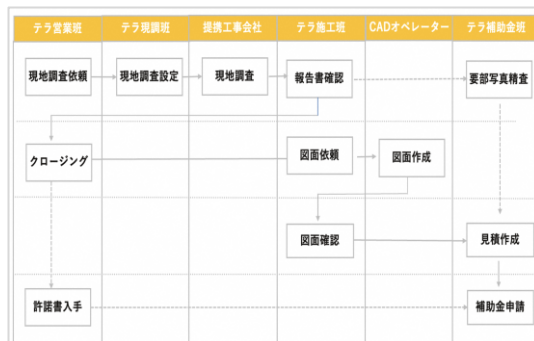 テラ営業班
テラ現調班
提携工事会社
テラ施工班
CADオペレーター
テラ補助金班
現地調査依頼
現地調査設定
現地調査
報告書確認
要部写真精査
クロージング
図面依頼
図面作成
図面確認
見積作成
許諾書入手
補助金申請